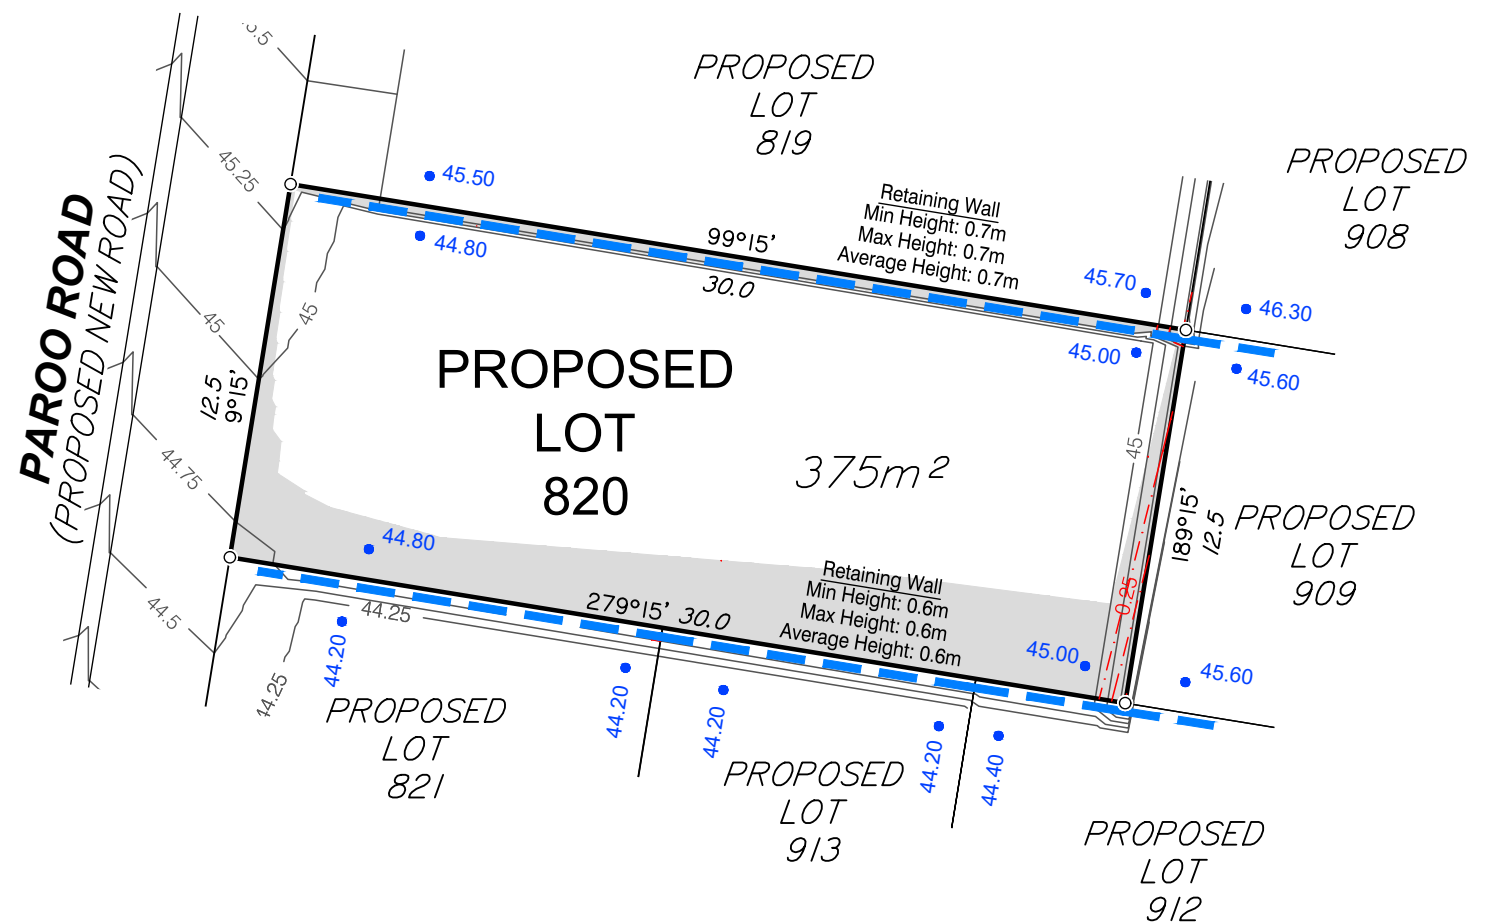 PROPOSED
LOT
819
PROPOSED
LOT
908
45.25
45.50
44.80
Retaining Wall
Min Height: 0.7m
Max Height: 0.7m
Average Height: 0.7m
99°15'
30.0
45.70
45.00
46.30
45.60
PAROO ROAD
(PROPOSED NEW ROAD)
45
45
12.5
9°15'
PROPOSED
LOT
820
375m²
45
189°15'
12.5
PROPOSED
LOT
909
44.75
44.80
44.5
44.25
44.25
279°15' 30.0
Retaining Wall
Min Height: 0.6m
Max Height: 0.6m
Average Height: 0.6m
0.25
45.00
45.60
44.20
44.20
44.20
44.20
44.40
PROPOSED
LOT
821
PROPOSED
LOT
913
PROPOSED
LOT
912